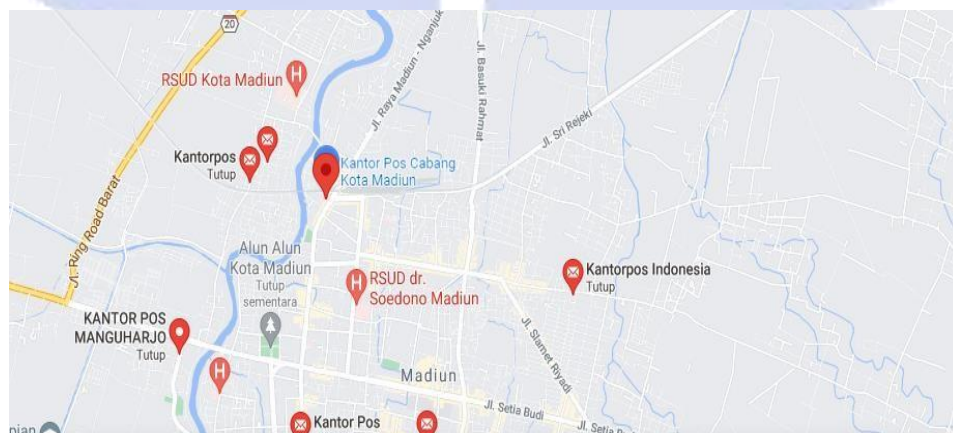 20
RSUD Kota Madiun
H
Jl. Raya Madiun - Nganjuk
Jl. Basuki Rahmat
Jl. Sri Rejeki
Kantorpos
Tutup
Kantor Pos Cabang
Kota Madiun
Jl. Ring Road Barat
Alun Alun
Kota Madiun
Tutup
sementara
RSUD dr.
Soedono Madiun
H
Kantorpos Indonesia
Tutup
KANTOR POS
MANGUHARJO
Tutup
Jl. Slamet Riyadi
H
Madiun
Jl. Setia Budi
Kantor Pos